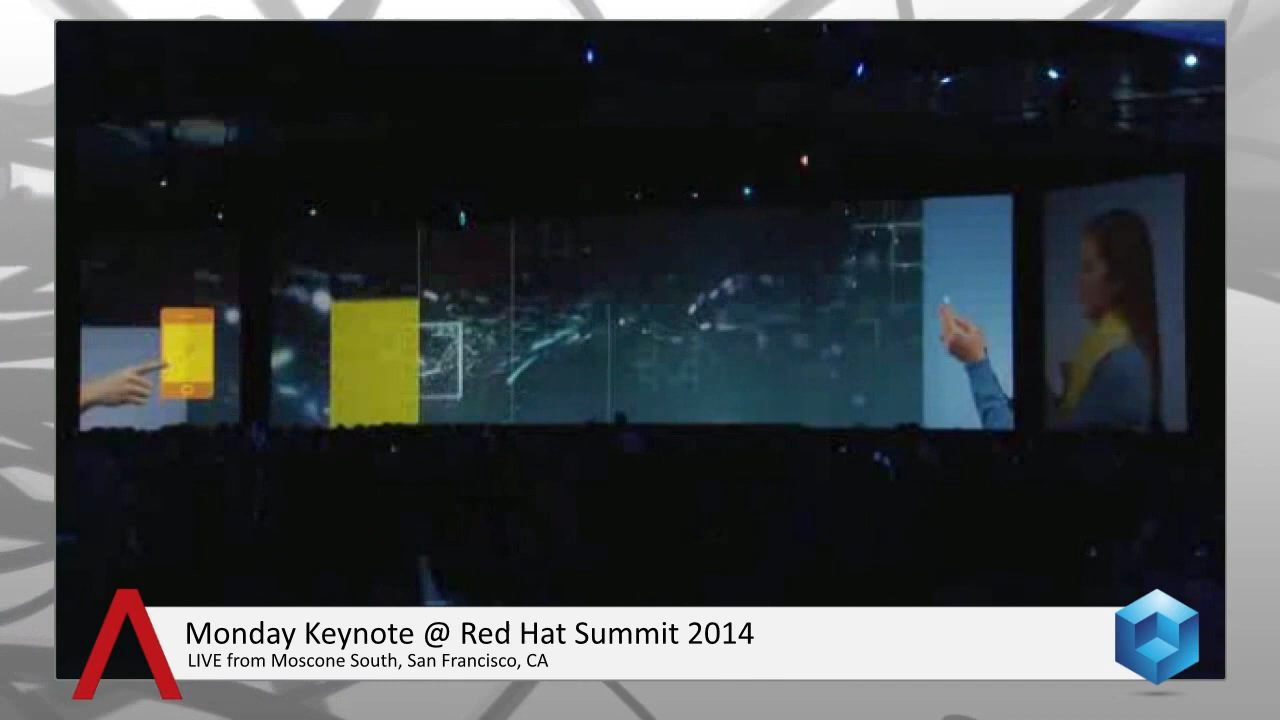 Monday Keynote @ Red Hat Summit 2014
LIVE from Moscone South, San Francisco, CA